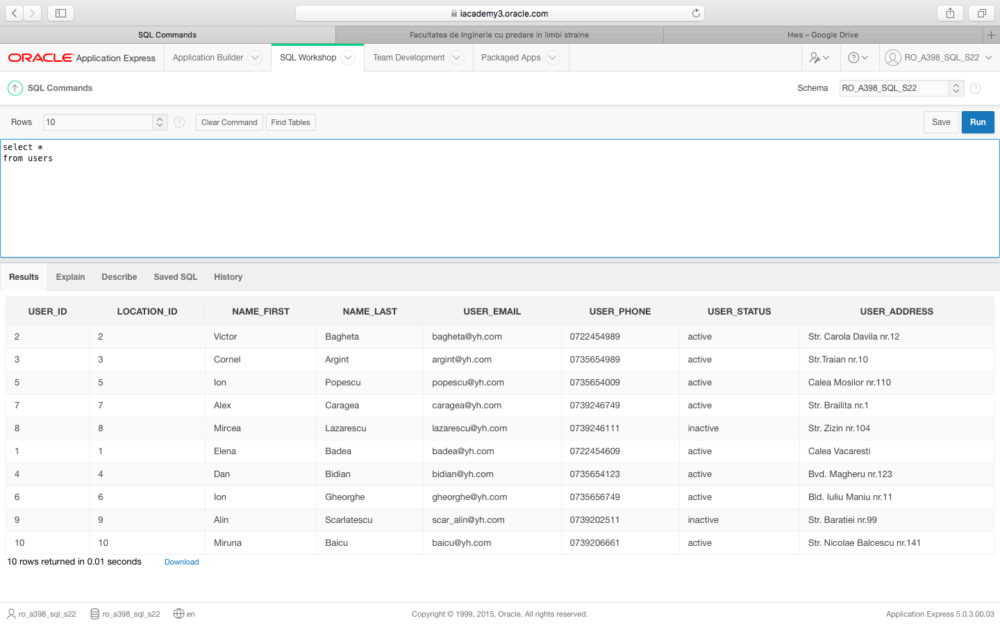 iacademy3.oracle.com
SQL Commands Facultatea de Inginerie cu predare in limbi straine Hws – Google Drive
ORACLE Application Express Application Builder SQL Workshop Team Development Packaged Apps RO_A398_SQL_S22
SQL Commands Schema RO_A398_SQL_S22
Rows 10 Clear Command Find Tables Save Run
select *
from users
Results Explain Describe Saved SQL History
USER_ID LOCATION_ID NAME_FIRST NAME_LAST USER_EMAIL USER_PHONE USER_STATUS USER_ADDRESS
2 2 Victor Bagheta bagheta@yh.com 0722454989 active Str. Carola Davila nr.12
3 3 Cornel Argint argint@yh.com 0735654989 active Str.Traian nr.10
5 5 Ion Popescu popescu@yh.com 0735654009 active Calea Mosilor nr.110
7 7 Alex Caragea caragea@yh.com 0739246749 active Str. Brailita nr.1
8 8 Mircea Lazarescu lazarescu@yh.com 0739246111 inactive Str. Zizin nr.104
1 1 Elena Badea badea@yh.com 0722454609 active Calea Vacaresti
4 4 Dan Bidian bidian@yh.com 0735654123 active Bvd. Magheru nr.123
6 6 Ion Gheorghe gheorghe@yh.com 0735656749 active Bld. Iuliu Maniu nr.11
9 9 Alin Scarlatescu scar_alin@yh.com 0739202511 inactive Str. Baratiei nr.99
10 10 Miruna Baicu baicu@yh.com 0739206661 active Str. Nicolae Balcescu nr.141
10 rows returned in 0.01 seconds Download
ro_a398_sql_s22 ro_a398_sql_s22 en Copyright © 1999, 2015, Oracle. All rights reserved. Application Express 5.0.3.00.03